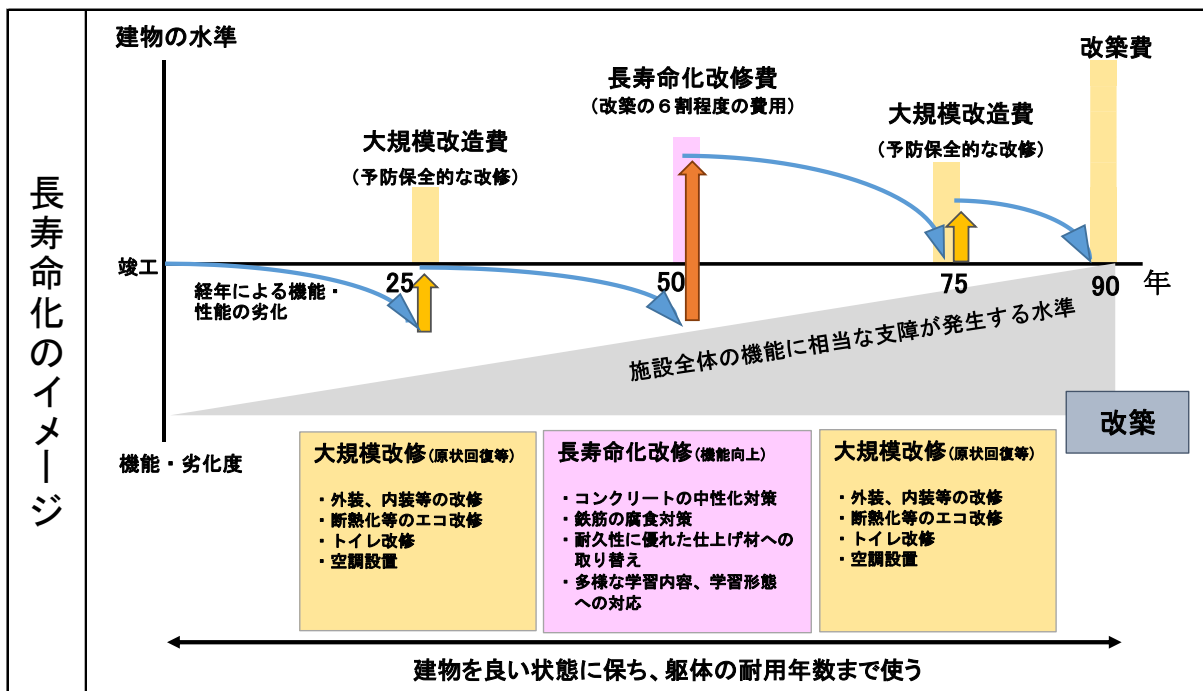 長寿命化のイメージ
建物の水準
改築費
長寿命化改修費
(改築の6割程度の費用)
大規模改造費
(予防保全的な改修)
大規模改造費
(予防保全的な改修)
竣工
25
50
75
90
年
経年による機能・
性能の劣化
施設全体の機能に相当な支障が発生する水準
改築
機能・劣化度
大規模改修(原状回復等)
・外装、内装等の改修
・断熱化等のエコ改修
・トイレ改修
・空調設置
長寿命化改修(機能向上)
・コンクリートの中性化対策
・鉄筋の腐食対策
・耐久性に優れた仕上げ材への
取り替え
・多様な学習内容、学習形態
への対応
大規模改修(原状回復等)
・外装、内装等の改修
・断熱化等のエコ改修
・トイレ改修
・空調設置
建物を良い状態に保ち、躯体の耐用年数まで使う